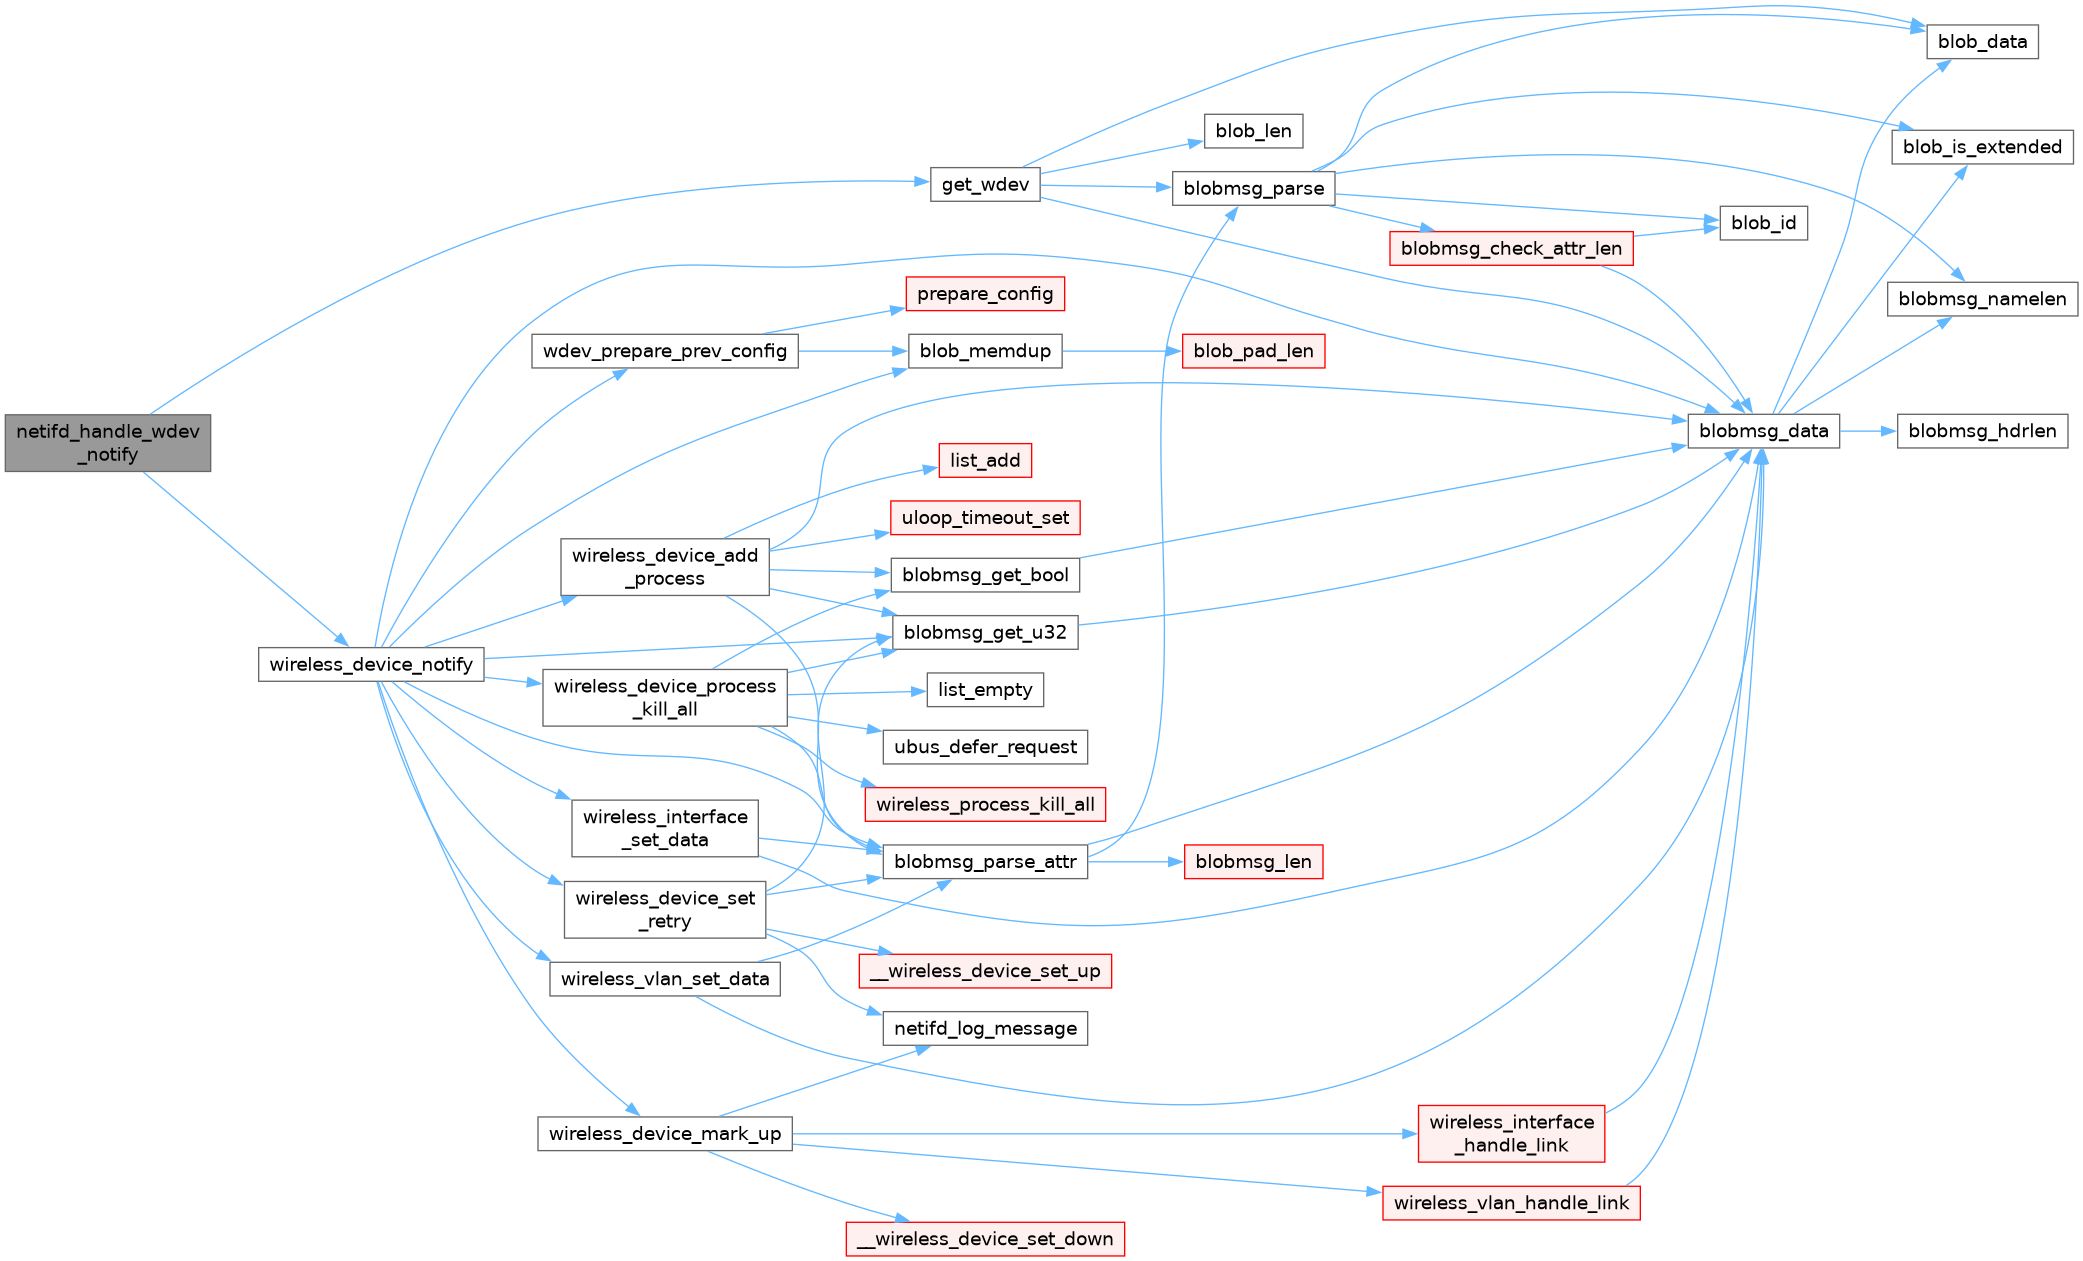 netifd_handle_wdev
_notify
get_wdev
wireless_device_notify
wdev_prepare_prev_config
wireless_device_add
_process
wireless_device_process
_kill_all
wireless_interface
_set_data
wireless_device_set
_retry
wireless_vlan_set_data
wireless_device_mark_up
prepare_config
blob_memdup
list_add
uloop_timeout_set
blobmsg_get_bool
blobmsg_get_u32
list_empty
ubus_defer_request
wireless_process_kill_all
blobmsg_parse_attr
__wireless_device_set_up
netifd_log_message
__wireless_device_set_down
blob_len
blobmsg_parse
blob_pad_len
blobmsg_len
blobmsg_check_attr_len
wireless_interface
_handle_link
wireless_vlan_handle_link
blob_id
blobmsg_data
blob_data
blob_is_extended
blobmsg_namelen
blobmsg_hdrlen